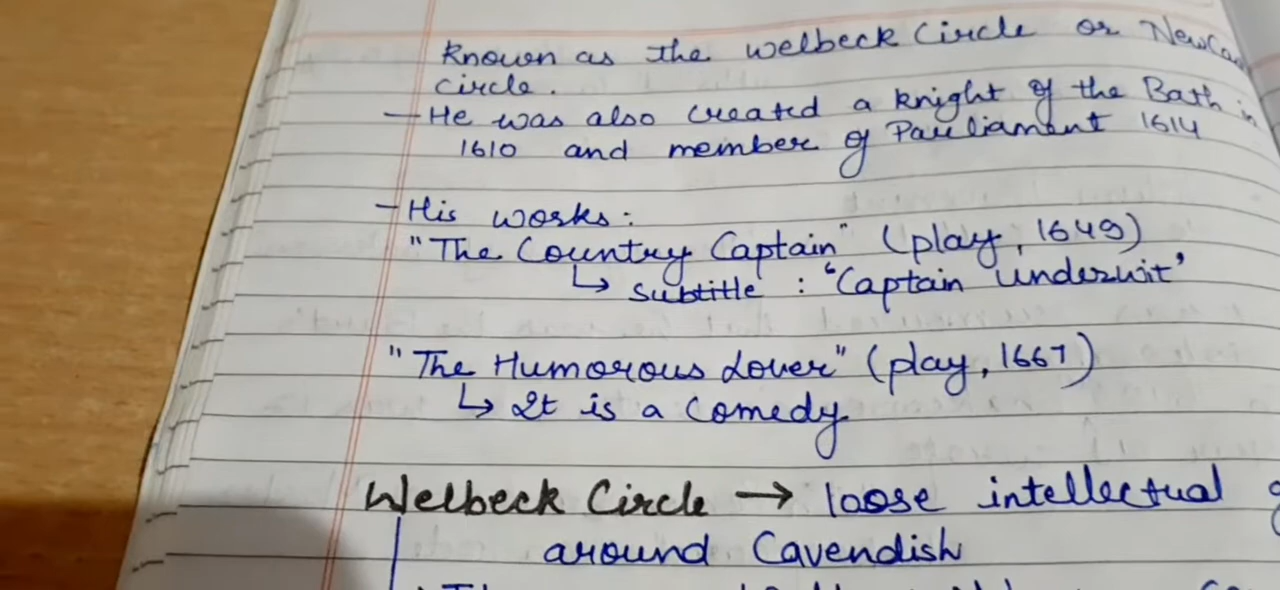 known as the Welbeck Circle or
circle.
— He was also created a knight of the Bath in
1610 and member of Parliament 1614
— His works :
"The Country Captain" (play, 1649)
↳ Subtitle : 'Captain Underwit'
"The Humorous Lover" (play, 1667)
↳ It is a Comedy
Welbeck Circle → loose intellectual
around Cavendish